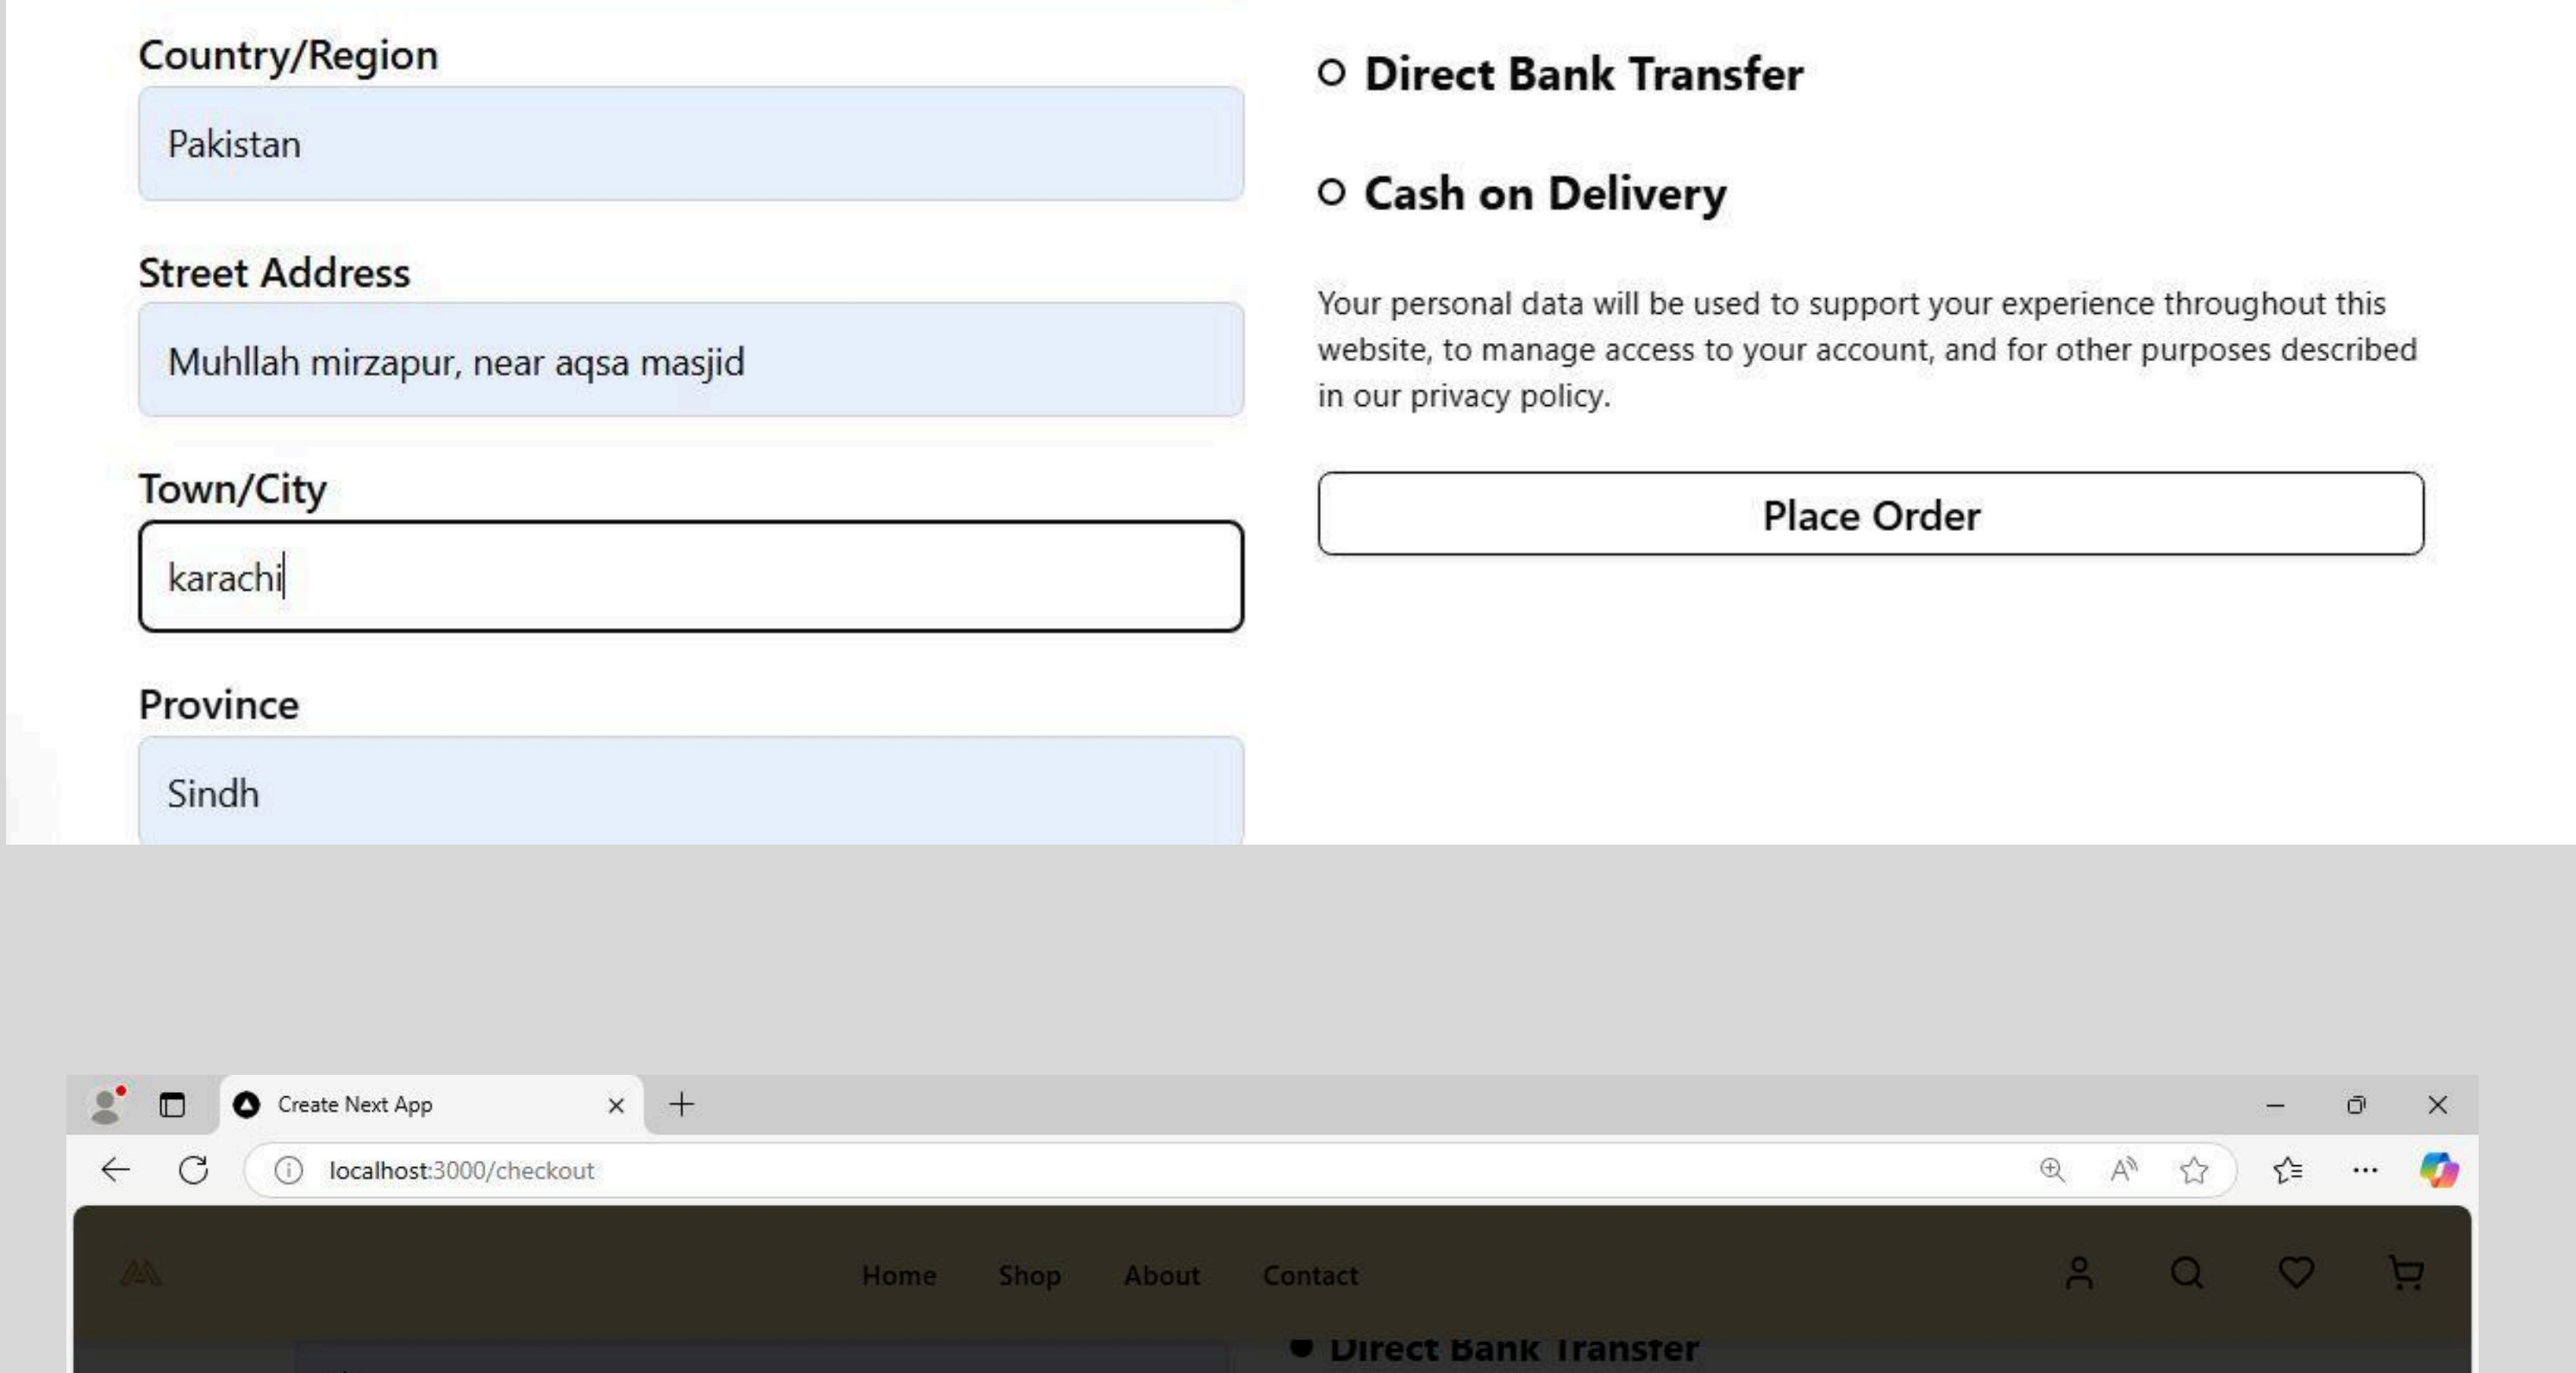 Country/Region
Pakistan
Street Address
Muhllah mirzapur, near aqsa masjid
Town/City
karachi
Province
Sindh
Direct Bank Transfer
Cash on Delivery
Your personal data will be used to support your experience throughout this
website, to manage access to your account, and for other purposes described
in our privacy policy.
Place Order
Create Next App
localhost:3000/checkout
Home Shop About Contact
Direct Bank Transfer